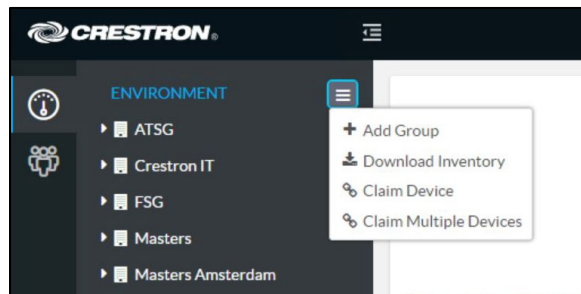 CRESTRON®
ENVIRONMENT
ATSG
Crestron IT
FSG
Masters
Masters Amsterdam
Add Group
Download Inventory
Claim Device
Claim Multiple Devices